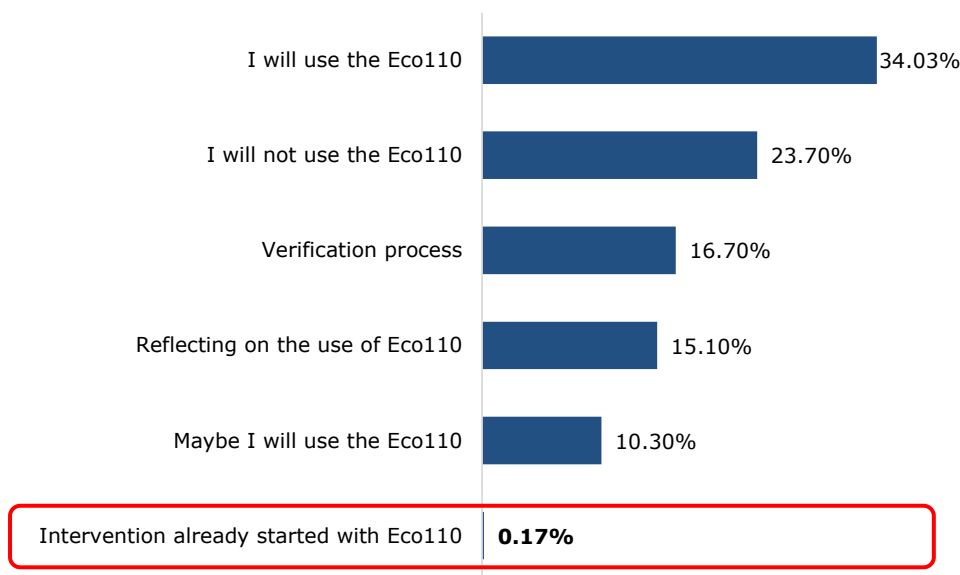 I will use the Eco110 34.03%
I will not use the Eco110 23.70%
Verification process 16.70%
Reflecting on the use of Eco110 15.10%
Maybe I will use the Eco110 10.30%
Intervention already started with Eco110 0.17%